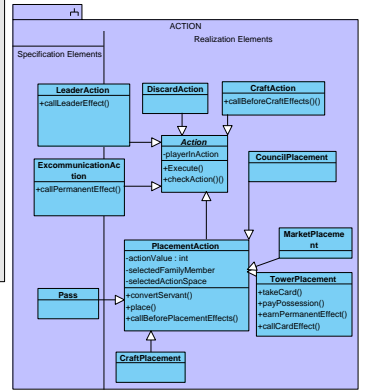 ACTION
Realization Elements
Specification Elements
LeaderAction
+callLeaderEffect()
DiscardAction
CraftAction
+callBeforeCraftEffects()()
Action
-playerInAction
+Execute()
+checkAction()()
ExcommunicationAc
tion
+callPermanentEffect()
CouncilPlacement
MarketPlaceme
nt
PlacementAction
-actionValue : int
-selectedFamilyMember
-selectedActionSpace
+convertServant()
+place()
+callBeforePlacementEffects()
TowerPlacement
+takeCard()
+payPossession()
+earnPermanentEffect()
+callCardEffect()
Pass
CraftPlacement